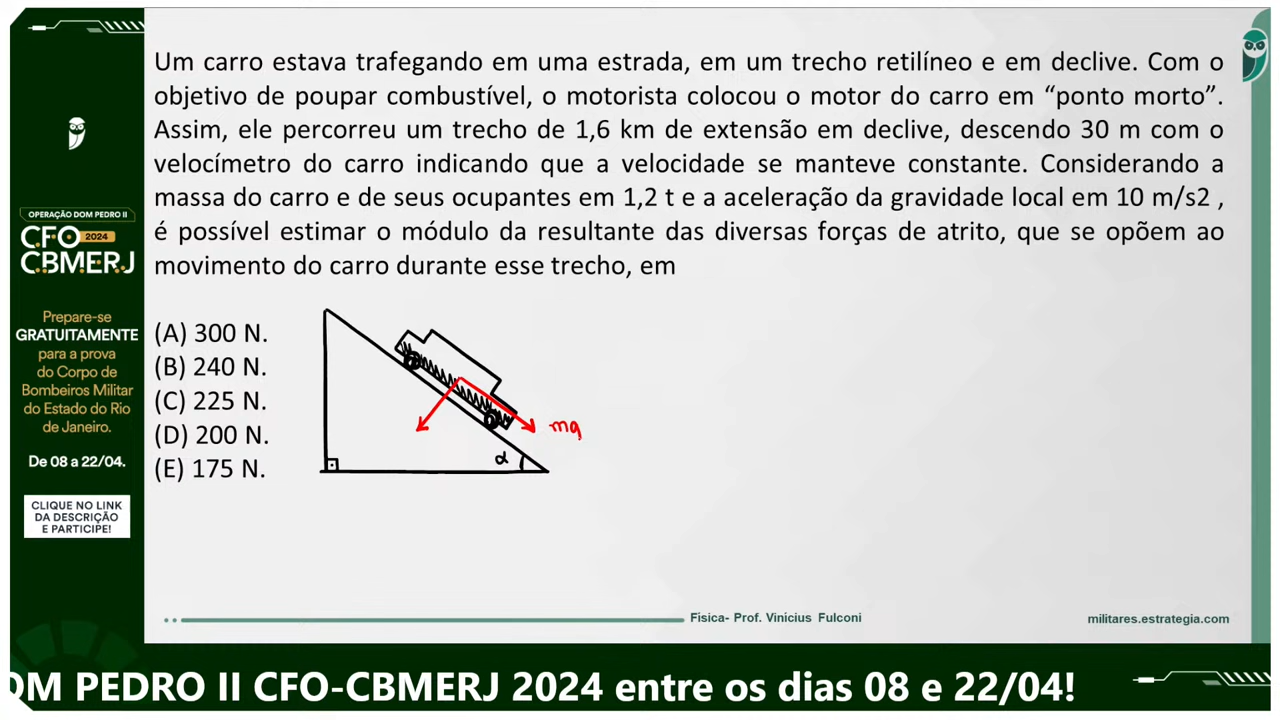 Um carro estava trafegando em uma estrada, em um trecho retilíneo e em declive. Com o
objetivo de poupar combustível, o motorista colocou o motor do carro em “ponto morto”.
Assim, ele percorreu um trecho de 1,6 km de extensão em declive, descendo 30 m com o
velocímetro do carro indicando que a velocidade se manteve constante. Considerando a
massa do carro e de seus ocupantes em 1,2 t e a aceleração da gravidade local em 10 m/s2 ,
é possível estimar o módulo da resultante das diversas forças de atrito, que se opõem ao
movimento do carro durante esse trecho, em
(A) 300 N.
(B) 240 N.
(C) 225 N.
(D) 200 N.
(E) 175 N.
mg
α
OPERAÇÃO DOM PEDRO II
CFO 2024
CBMERJ
Prepare-se
GRATUITAMENTE
para a prova
do Corpo de
Bombeiros Militar
do Estado do Rio
de Janeiro.
De 08 a 22/04.
CLIQUE NO LINK
DA DESCRIÇÃO
E PARTICIPE!
Física- Prof. Vinícius Fulconi
militares.estrategia.com
OM PEDRO II CFO-CBMERJ 2024 entre os dias 08 e 22/04!